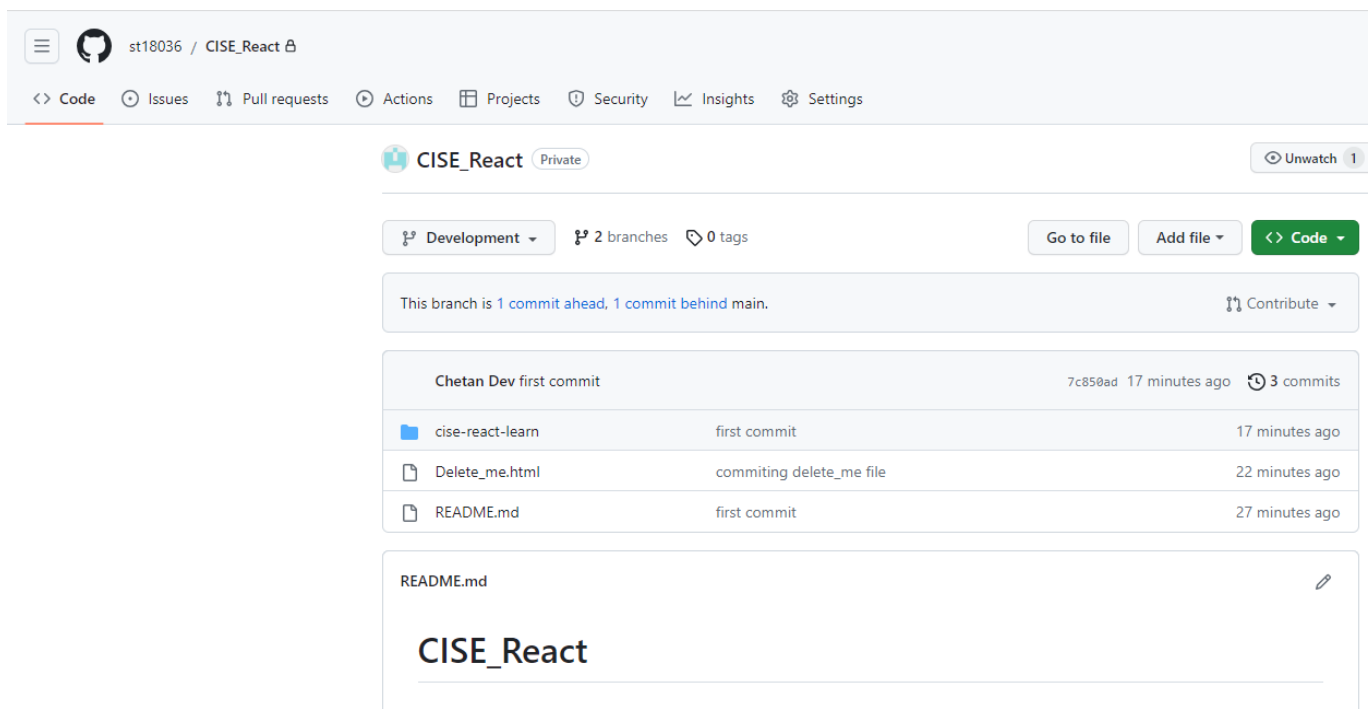 st18036 / CISE_React
Code Issues Pull requests Actions Projects Security Insights Settings
CISE_React Private Unwatch 1
Development 2 branches 0 tags Go to file Add file Code
This branch is 1 commit ahead, 1 commit behind main. Contribute
Chetan Dev first commit 7c850ad 17 minutes ago 3 commits
cise-react-learn first commit 17 minutes ago
Delete_me.html commiting delete_me file 22 minutes ago
README.md first commit 27 minutes ago
README.md
CISE_React